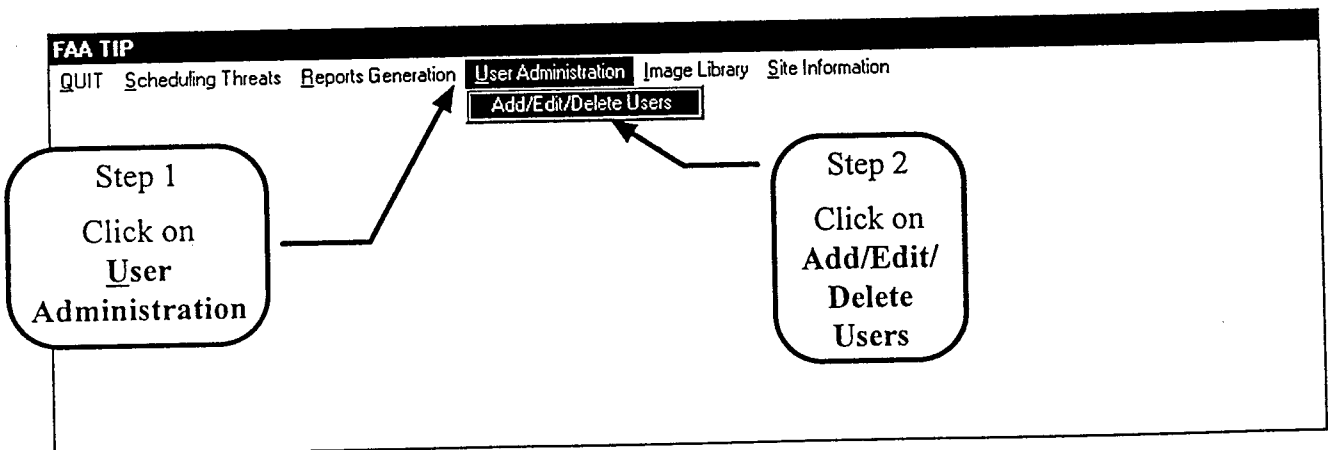 FAA TIP
QUIT Scheduling Threats Reports Generation User Administration Image Library Site Information
Add/Edit/Delete Users
Step 1
Click on
User
Administration
Step 2
Click on
Add/Edit/
Delete
Users